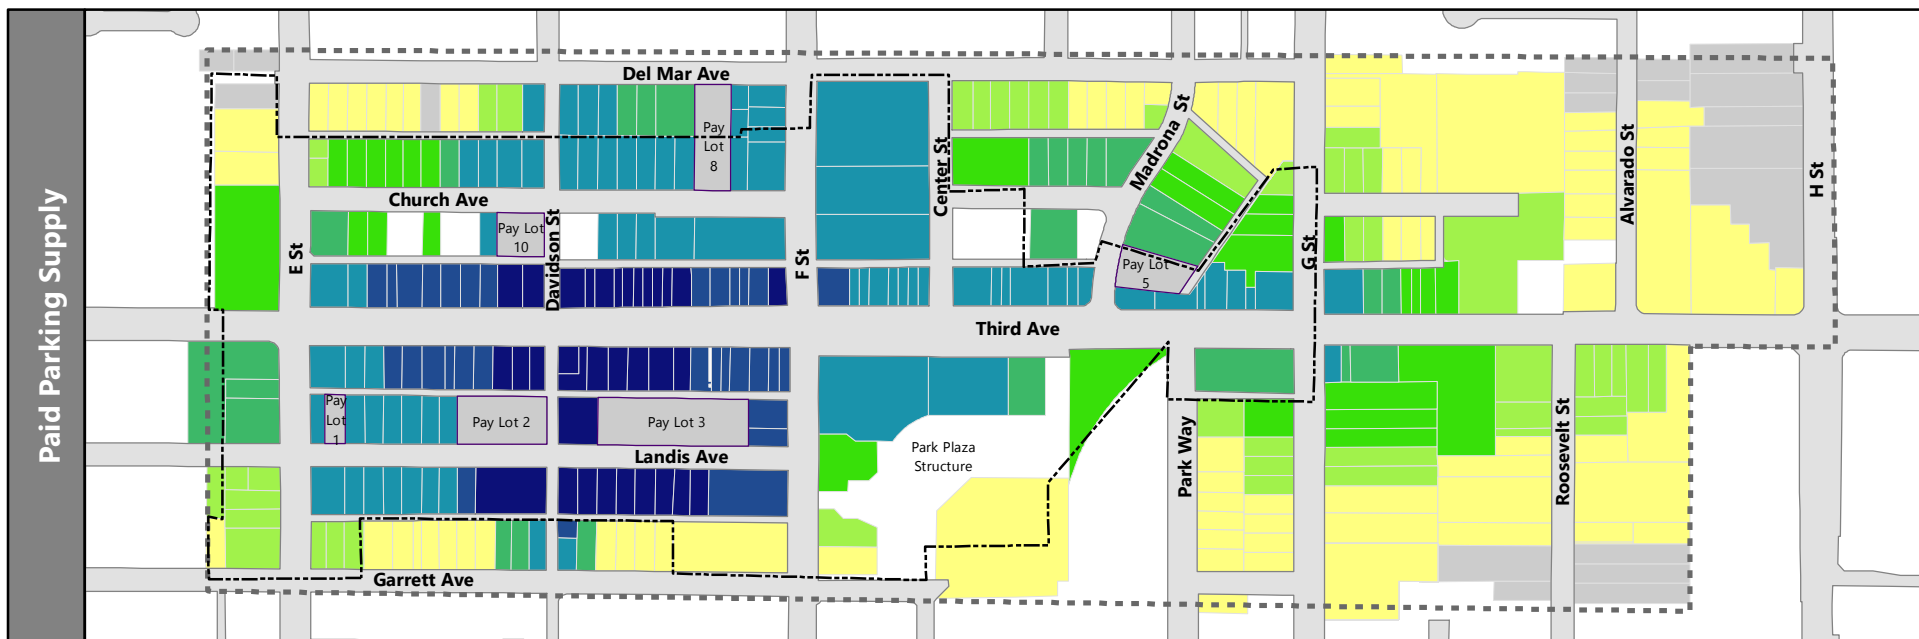 Paid Parking Supply
Del Mar Ave
Pay
Lot
8
Madrona St
Center St
Alvarado St
H St
Church Ave
Pay Lot
10
Davidson St
E St
F St
G St
Pay Lot
5
Third Ave
Pay
Lot
1
Pay Lot 2
Pay Lot 3
Landis Ave
Park Plaza
Structure
Park Way
Roosevelt St
Garrett Ave